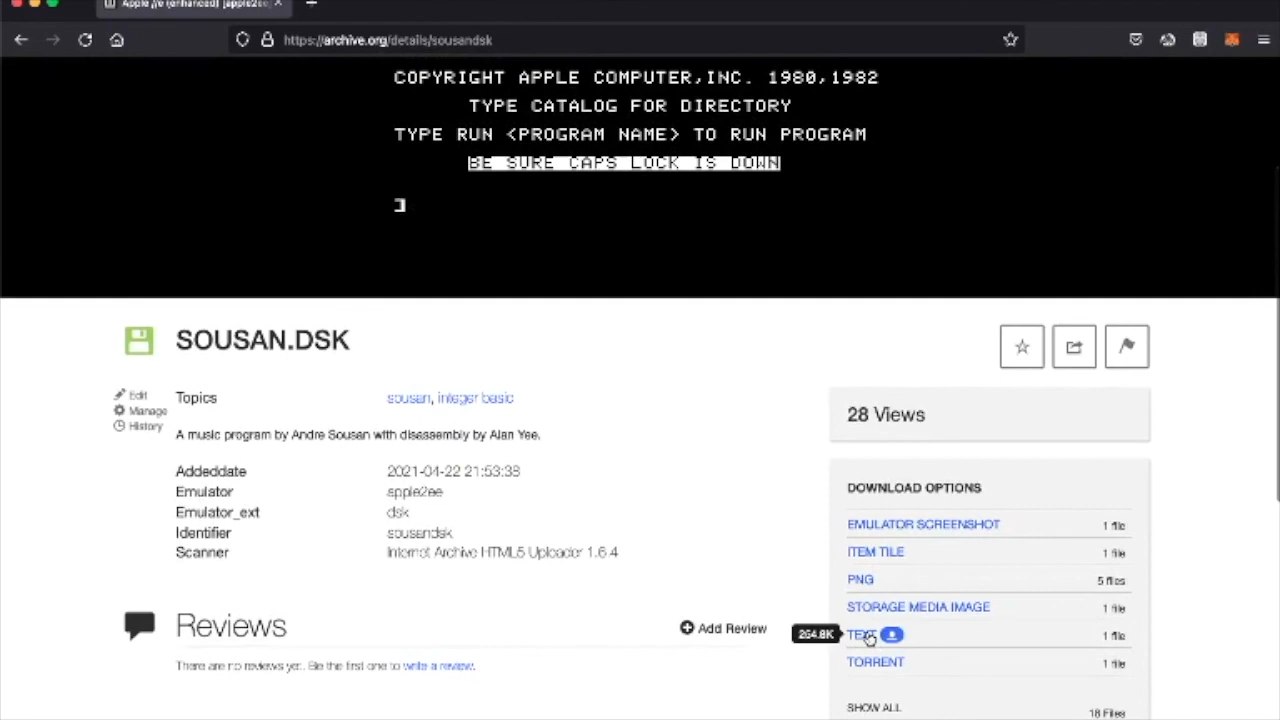 Apple //e (enhanced) [apple2ee
https://archive.org/details/sousandsk
COPYRIGHT APPLE COMPUTER,INC. 1980,1982
TYPE CATALOG FOR DIRECTORY
TYPE RUN <PROGRAM NAME> TO RUN PROGRAM
BE SURE CAPS LOCK IS DOWN
]
SOUSAN.DSK
Edit
Manage
History
Topics sousan, integer basic
A music program by Andre Sousan with disassembly by Alan Yee.
Addeddate 2021-04-22 21:53:38
Emulator apple2ee
Emulator_ext dsk
Identifier sousandsk
Scanner Internet Archive HTML5 Uploader 1.6.4
Reviews
Add Review
There are no reviews yet. Be the first one to write a review.
28 Views
DOWNLOAD OPTIONS
EMULATOR SCREENSHOT 1 file
ITEM TILE 1 file
PNG 5 files
STORAGE MEDIA IMAGE 1 file
264.8K TEXT 1 file
TORRENT 1 file
SHOW ALL 18 Files